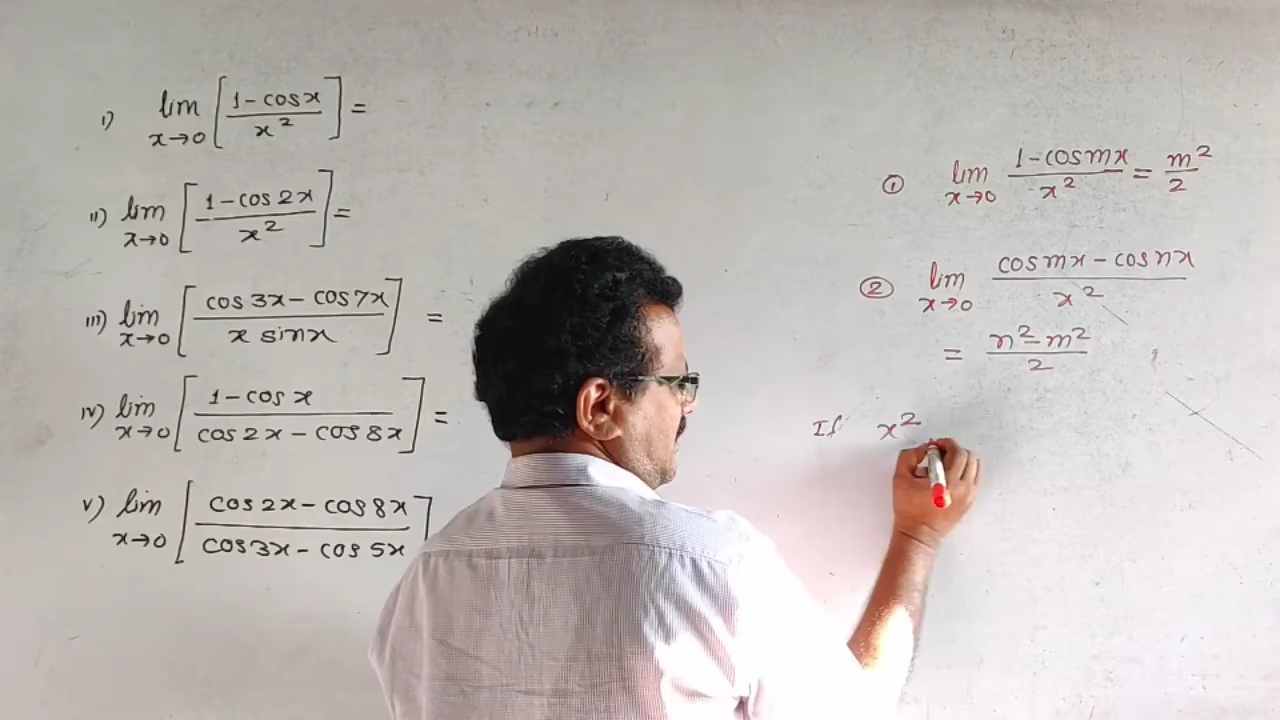 i) lim x→0 [ (1 - cos x) / x² ] =
ii) lim x→0 [ (1 - cos 2x) / x² ] =
iii) lim x→0 [ (cos 3x - cos 7x) / (x sinx) ] =
iv) lim x→0 [ (1 - cos x) / (cos 2x - cos 8x) ] =
v) lim x→0 [ (cos 2x - cos 8x) / (cos 3x - cos 5x) ]
① lim x→0 (1 - cos mx) / x² = m² / 2
② lim x→0 (cos mx - cos nx) / x²
= (n² - m²) / 2
If x²